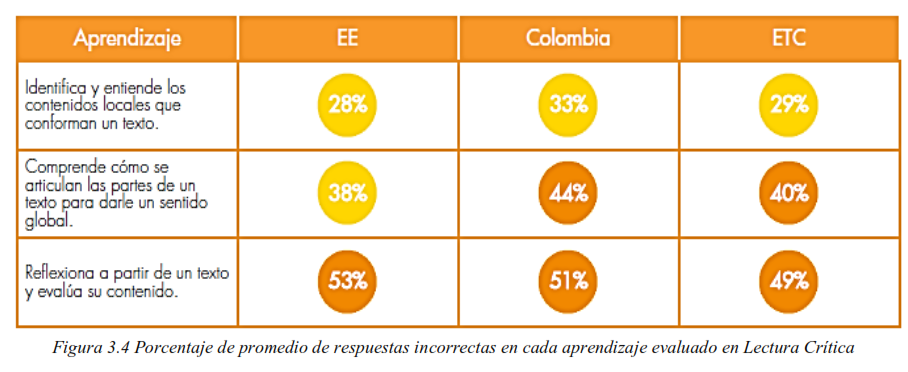 Aprendizaje EE Colombia ETC
Identifica y entiende los
contenidos locales que
conforman un texto.
28% 33% 29%
Comprende cómo se
articulan las partes de un
texto para darle un sentido
global.
38% 44% 40%
Reflexiona a partir de un texto
y evalúa su contenido.
53% 51% 49%
Figura 3.4 Porcentaje de promedio de respuestas incorrectas en cada aprendizaje evaluado en Lectura Crítica